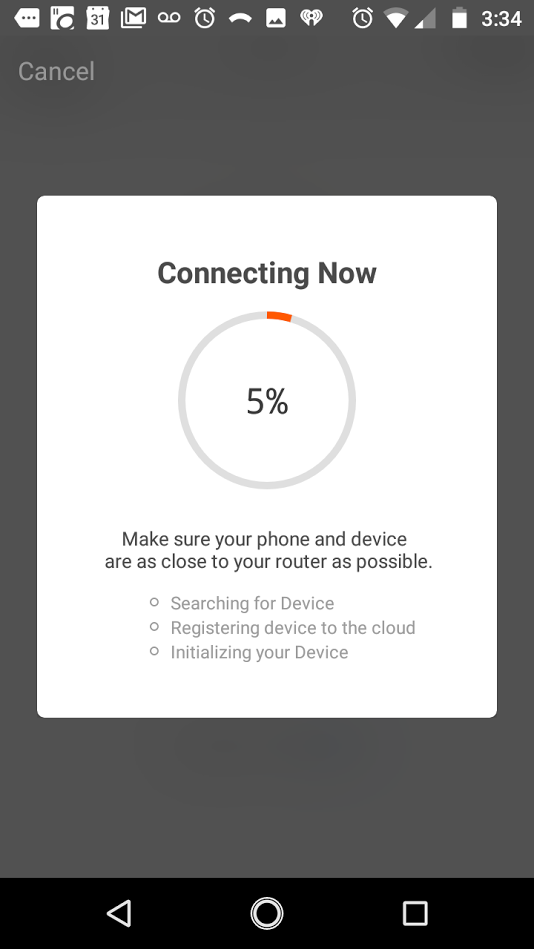 31
3:34
Cancel
Connecting Now
5%
Make sure your phone and device
are as close to your router as possible.
Searching for Device
Registering device to the cloud
Initializing your Device